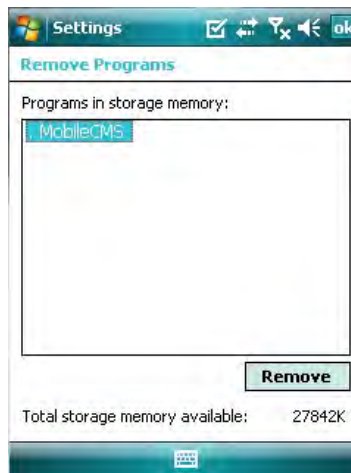 Settings ok
Remove Programs
Programs in storage memory:
. MobileCMS
Remove
Total storage memory available: 27842K